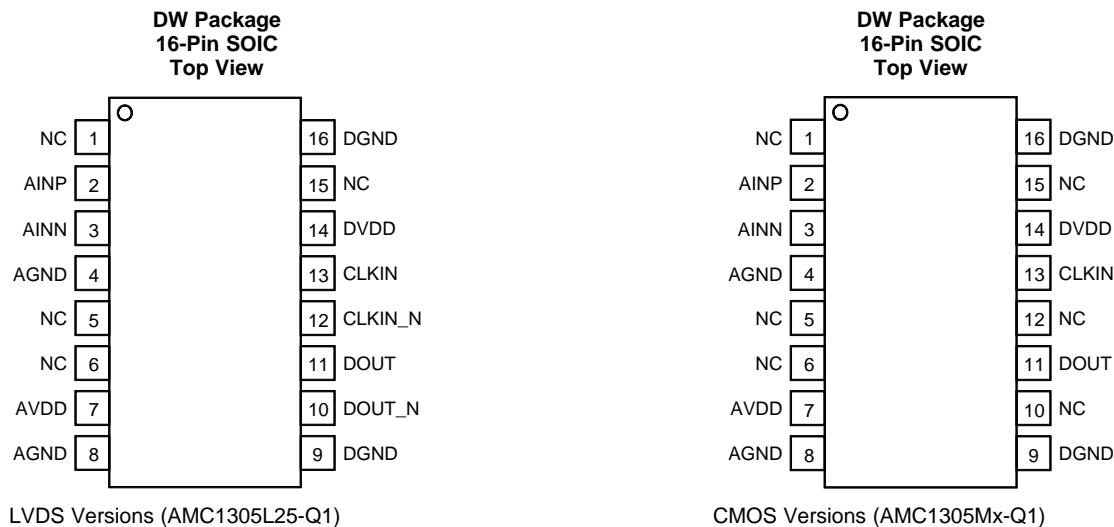 DW Package
16-Pin SOIC
Top View
NC 1 16 DGND
AINP 2 15 NC
AINN 3 14 DVDD
AGND 4 13 CLKIN
NC 5 12 CLKIN_N
NC 6 11 DOUT
AVDD 7 10 DOUT_N
AGND 8 9 DGND
LVDS Versions (AMC1305L25-Q1)
DW Package
16-Pin SOIC
Top View
NC 1 16 DGND
AINP 2 15 NC
AINN 3 14 DVDD
AGND 4 13 CLKIN
NC 5 12 NC
NC 6 11 DOUT
AVDD 7 10 NC
AGND 8 9 DGND
CMOS Versions (AMC1305Mx-Q1)